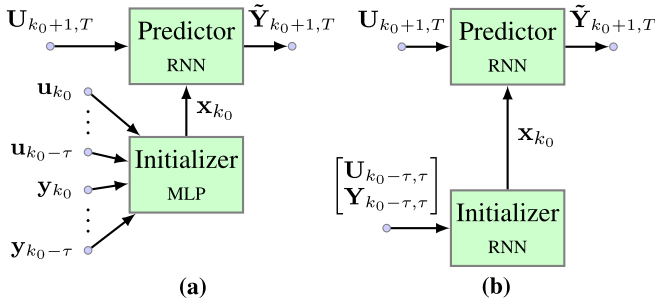 U_{k_0+1,T}
Predictor
RNN
Ỹ_{k_0+1,T}
u_{k_0}
⋮
u_{k_0−τ}
y_{k_0}
⋮
y_{k_0−τ}
x_{k_0}
Initializer
MLP
(a)
U_{k_0+1,T}
Predictor
RNN
Ỹ_{k_0+1,T}
x_{k_0}
[U_{k_0−τ,τ}
Y_{k_0−τ,τ}]
Initializer
RNN
(b)